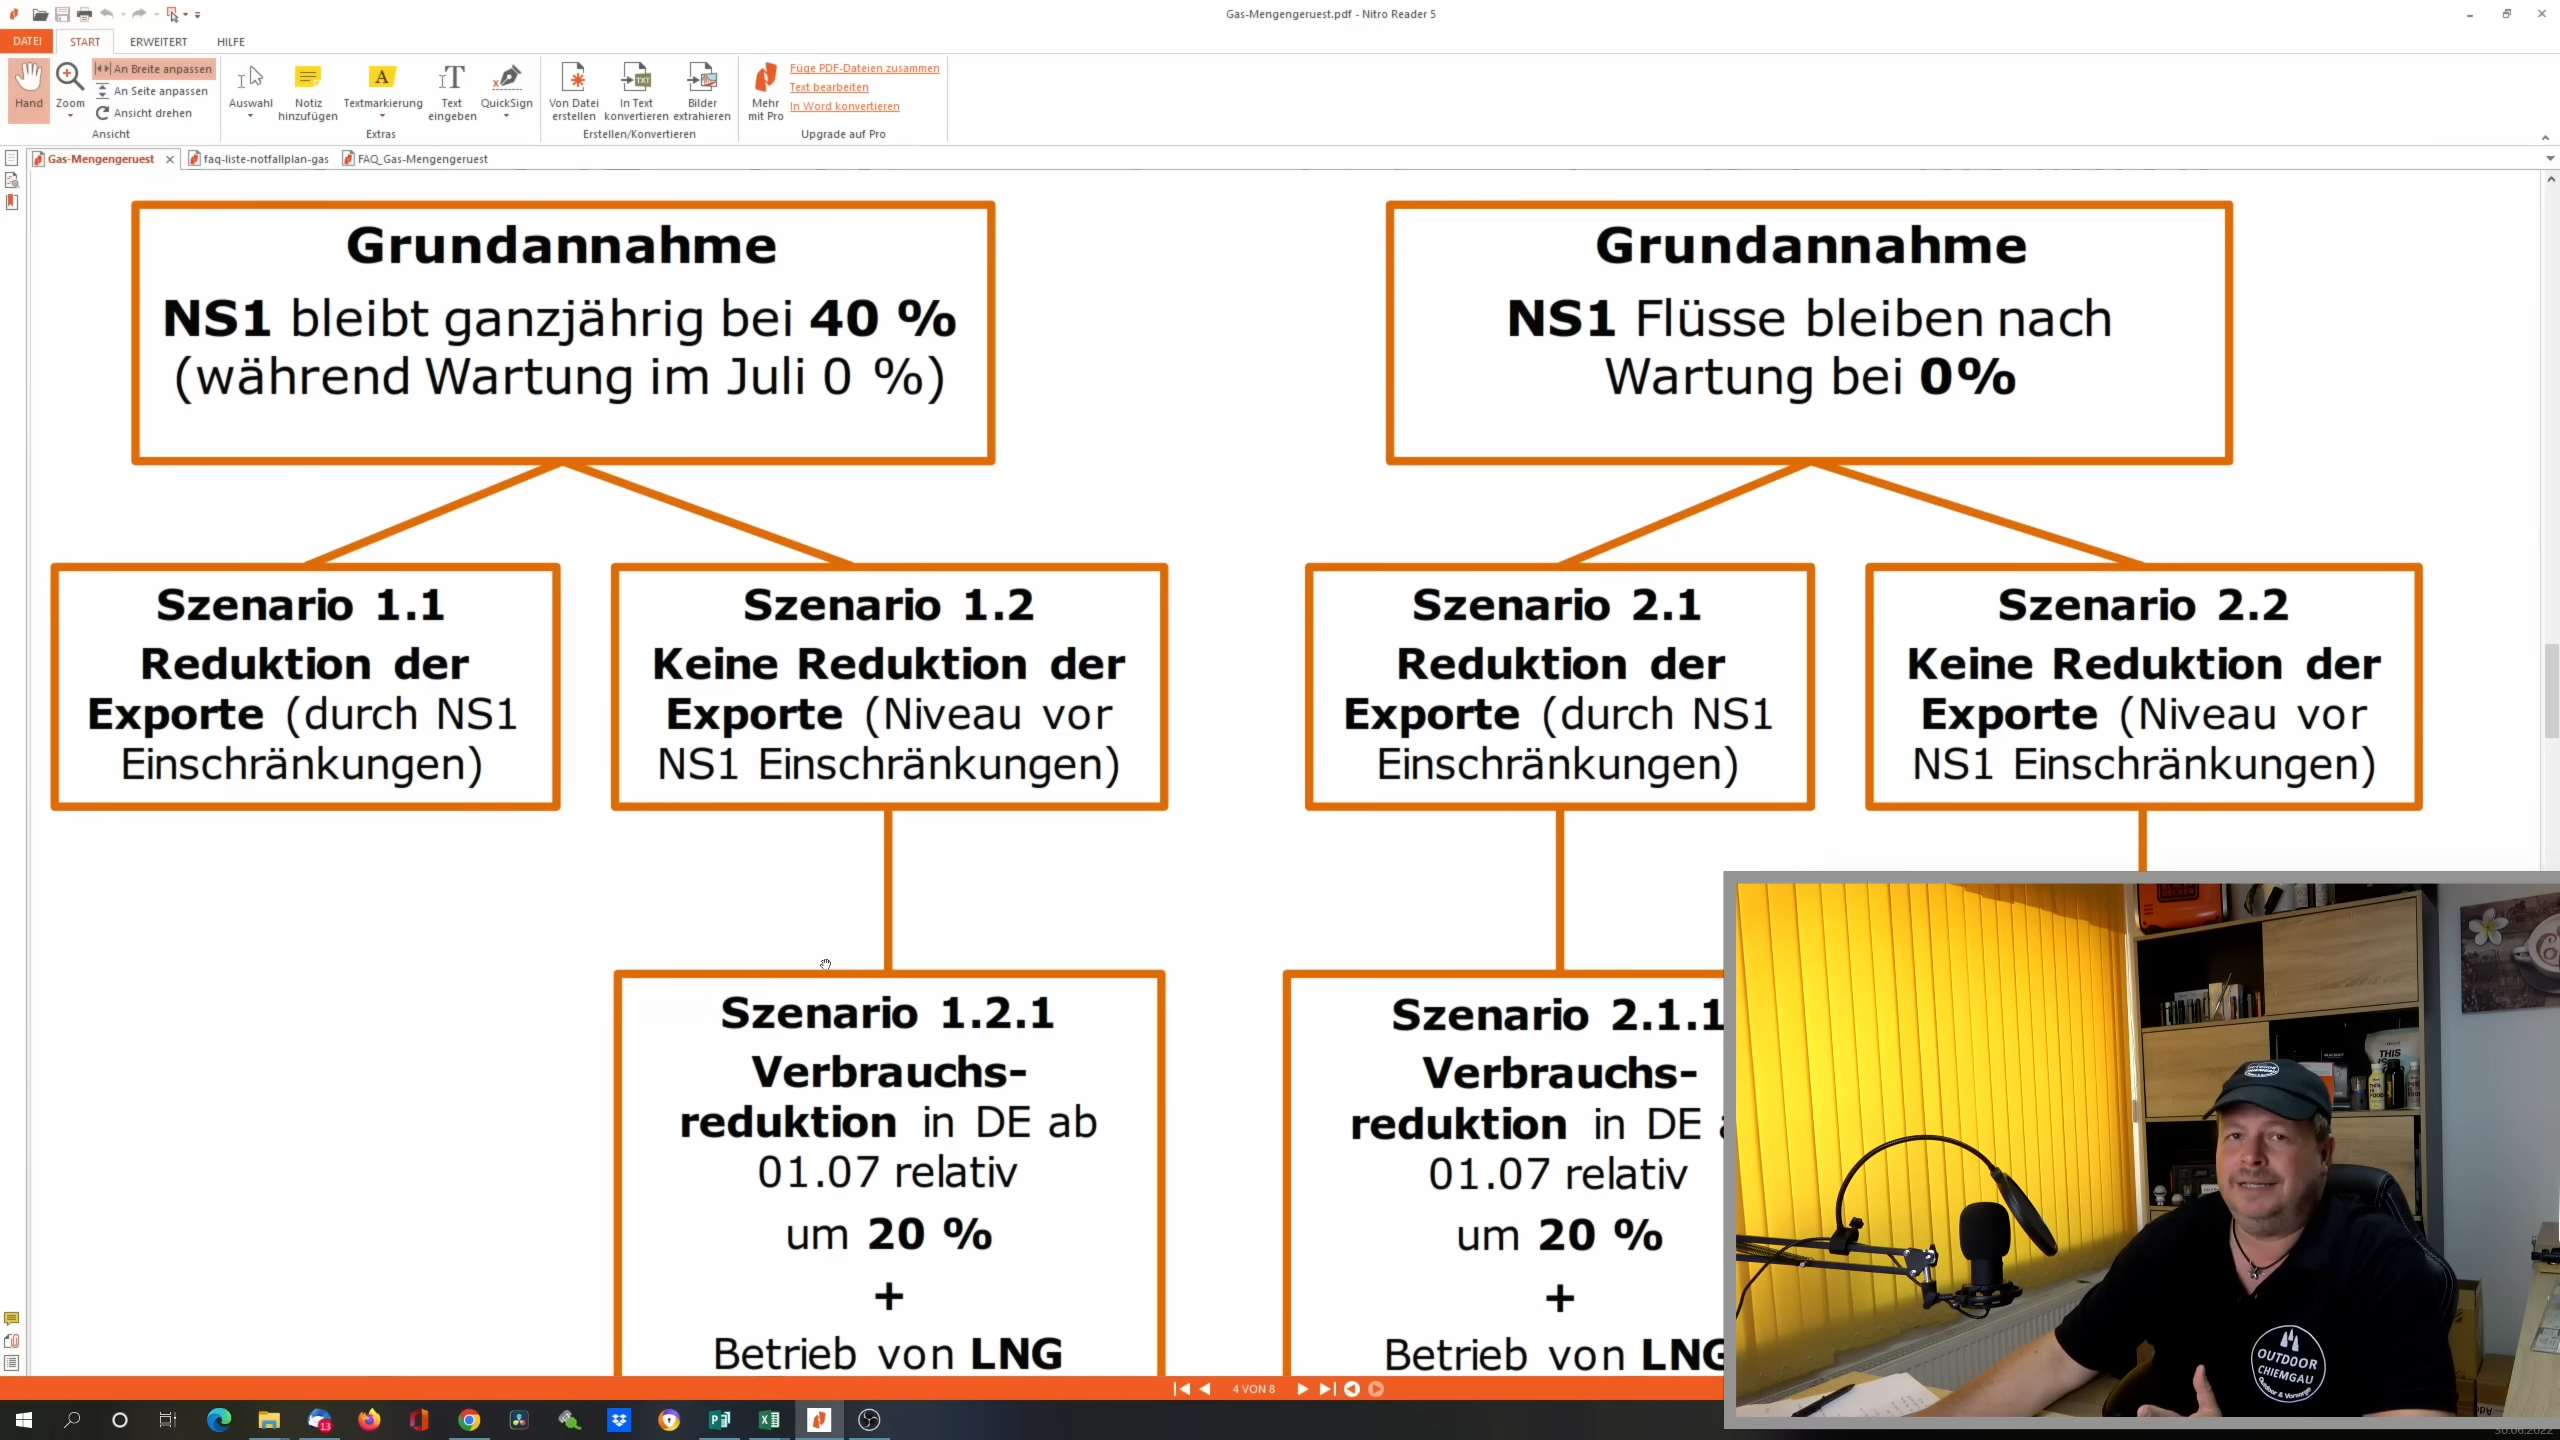 Gas-Mengengeruest.pdf - Nitro Reader 5
DATEI START ERWEITERT HILFE
Hand
Zoom
An Breite anpassen
An Seite anpassen
Ansicht drehen
Ansicht
Auswahl
Notiz hinzufügen
Textmarkierung
Text eingeben
QuickSign
Extras
Von Datei erstellen
In Text konvertieren
Bilder extrahieren
Erstellen/Konvertieren
Mehr mit Pro
Füge PDF-Dateien zusammen
Text bearbeiten
In Word konvertieren
Upgrade auf Pro
Gas-Mengengeruest
faq-liste-notfallplan-gas
FAQ_Gas-Mengengeruest
Grundannahme
NS1 bleibt ganzjährig bei 40 %
(während Wartung im Juli 0 %)
Grundannahme
NS1 Flüsse bleiben nach
Wartung bei 0%
Szenario 1.1
Reduktion der
Exporte (durch NS1
Einschränkungen)
Szenario 1.2
Keine Reduktion der
Exporte (Niveau vor
NS1 Einschränkungen)
Szenario 2.1
Reduktion der
Exporte (durch NS1
Einschränkungen)
Szenario 2.2
Keine Reduktion der
Exporte (Niveau vor
NS1 Einschränkungen)
Szenario 1.2.1
Verbrauchs-
reduktion in DE ab
01.07 relativ
um 20 %
+
Betrieb von LNG
Szenario 2.1.1
Verbrauchs-
reduktion in DE
01.07 relativ
um 20 %
+
Betrieb von LNG
THIS
OUTDOOR
CHIEMGAU
Outdoor & Vorsorge
4 VON 8
13
30.06.2022